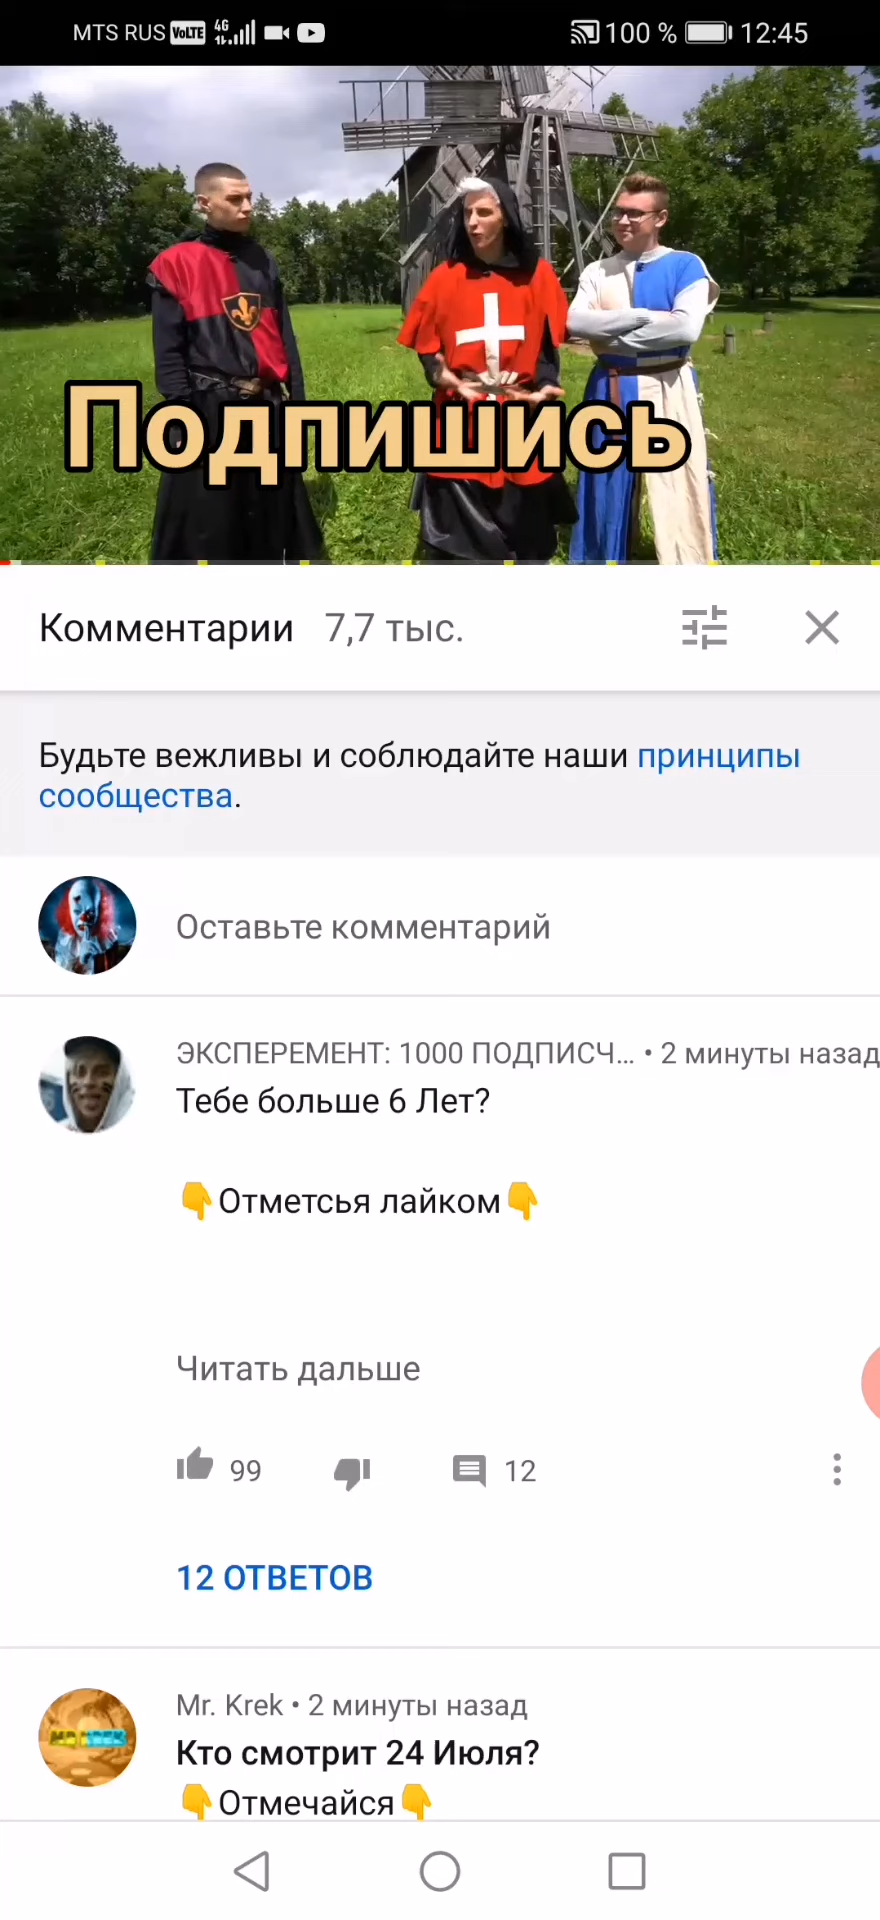 MTS RUS VoLTE 4G 100 % 12:45
Подпишись
Комментарии 7,7 тыс.
Будьте вежливы и соблюдайте наши принципы
сообщества.
Оставьте комментарий
ЭКСПЕРЕМЕНТ: 1000 ПОДПИСЧ... • 2 минуты назад
Тебе больше 6 Лет?
👇Отметсья лайком👇
Читать дальше
99 12
12 ОТВЕТОВ
Mr. Krek • 2 минуты назад
MR KREK
Кто смотрит 24 Июля?
👇Отмечайся👇